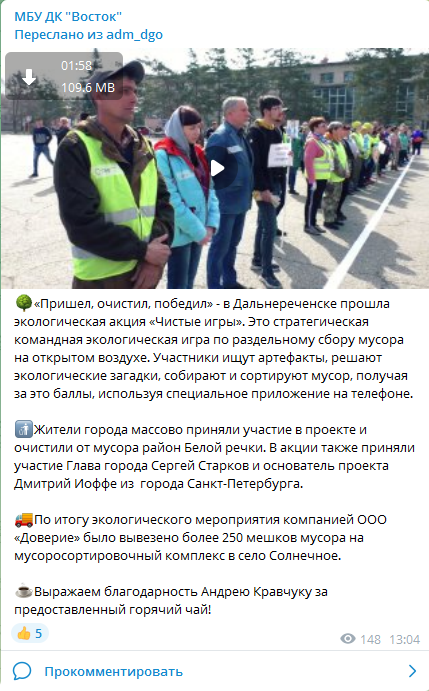 МБУ ДК "Восток"
Переслано из adm_dgo
01:58
109,6 MB
🌳«Пришел, очистил, победил» - в Дальнереченске прошла
экологическая акция «Чистые игры». Это стратегическая
командная экологическая игра по раздельному сбору мусора
на открытом воздухе. Участники ищут артефакты, решают
экологические загадки, собирают и сортируют мусор, получая
за это баллы, используя специальное приложение на телефоне.
🚮Жители города массово приняли участие в проекте и
очистили от мусора район Белой речки. В акции также приняли
участие Глава города Сергей Старков и основатель проекта
Дмитрий Иоффе из города Санкт-Петербурга.
🚚По итогу экологического мероприятия компанией ООО
«Доверие» было вывезено более 250 мешков мусора на
мусоросортировочный комплекс в село Солнечное.
☕Выражаем благодарность Андрею Кравчуку за
предоставленный горячий чай!
👍 5
148 13:04
Прокомментировать